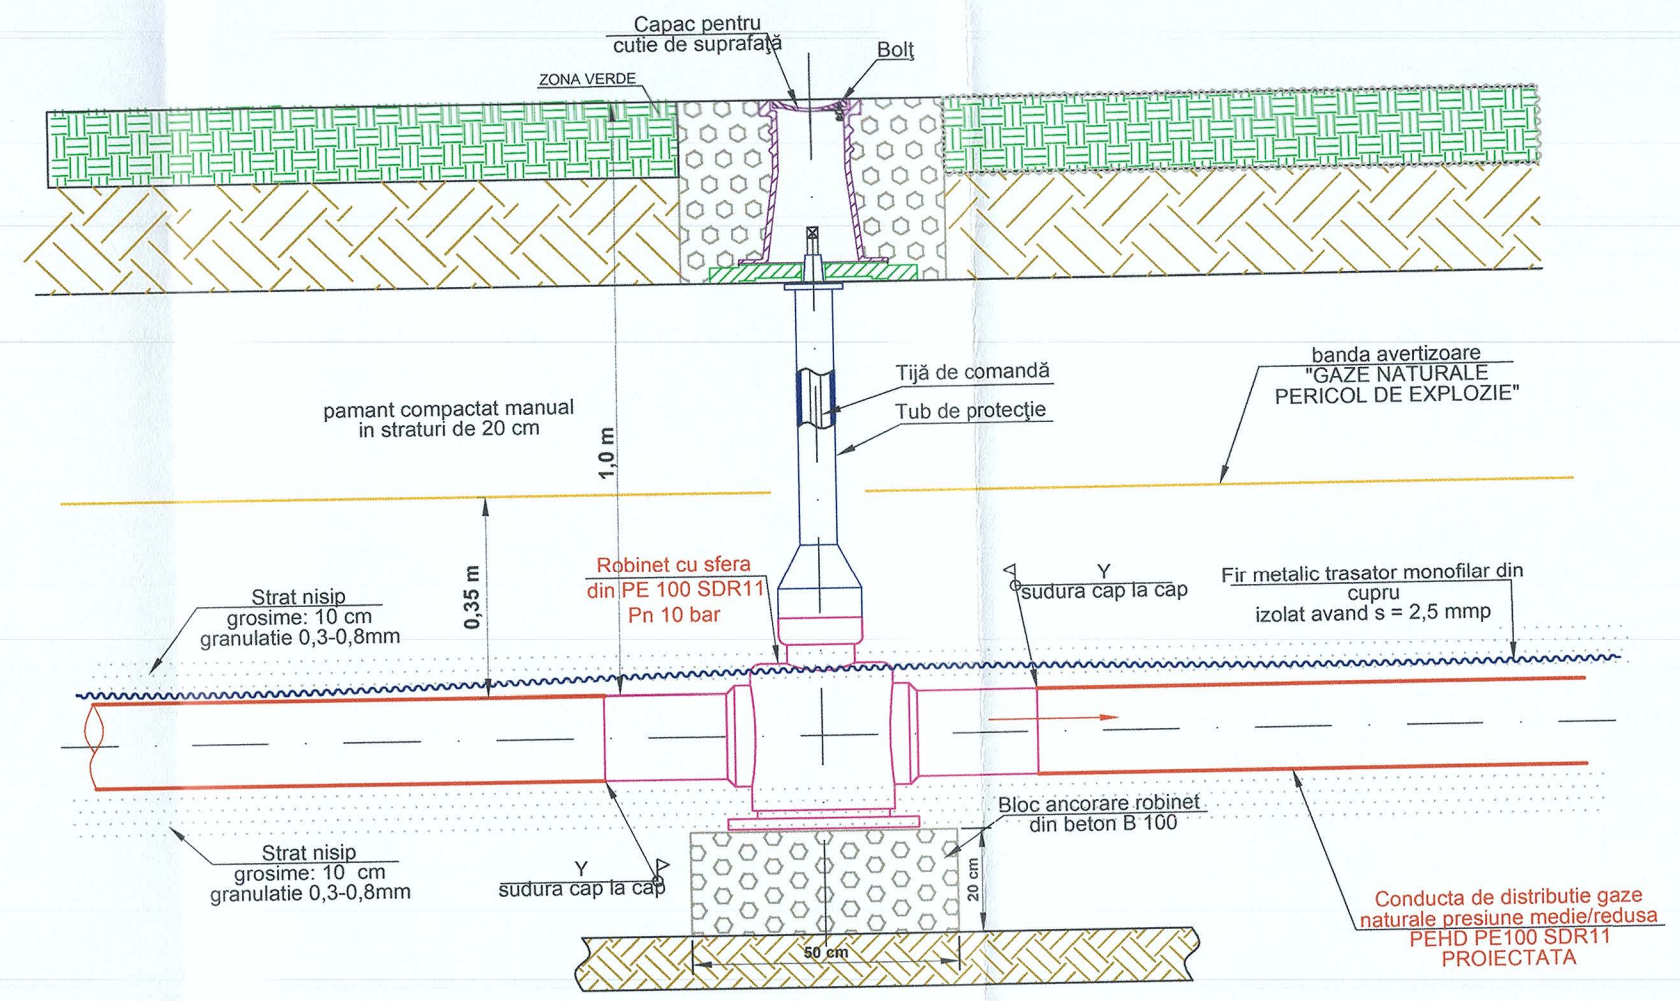 Capac pentru
cutie de suprafaţă
Bolţ
ZONA VERDE
banda avertizoare
"GAZE NATURALE
PERICOL DE EXPLOZIE"
Tijă de comandă
Tub de protecţie
pamant compactat manual
in straturi de 20 cm
1,0 m
0,35 m
Robinet cu sfera
din PE 100 SDR11
Pn 10 bar
Y
sudura cap la cap
Fir metalic trasator monofilar din
cupru
izolat avand s = 2,5 mmp
Strat nisip
grosime: 10 cm
granulatie 0,3-0,8mm
Bloc ancorare robinet
din beton B 100
Strat nisip
grosime: 10 cm
granulatie 0,3-0,8mm
Y
sudura cap la cap
20 cm
50 cm
Conducta de distributie gaze
naturale presiune medie/redusa
PEHD PE100 SDR11
PROIECTATA